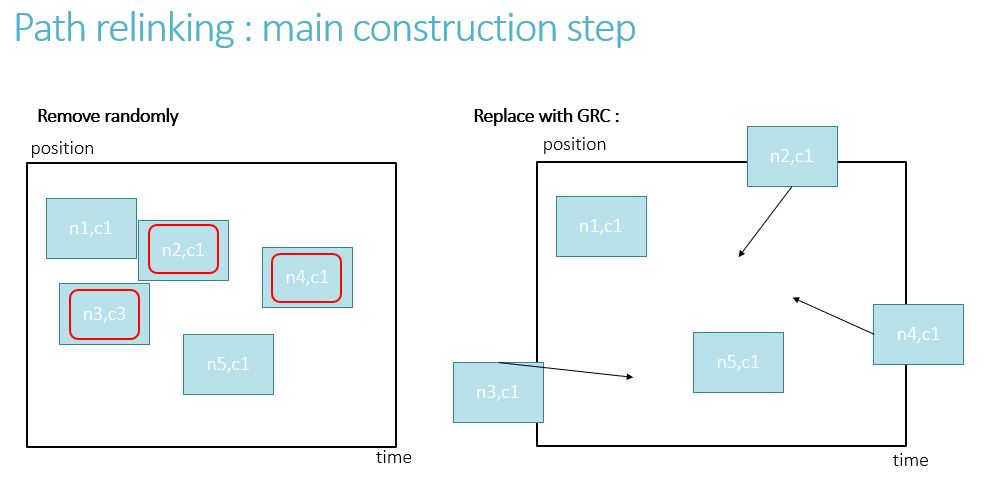 Path relinking : main construction step
Remove randomly
position
n1,c1
n2,c1
n4,c1
n3,c3
n5,c1
time
Replace with GRC :
position
n2,c1
n1,c1
n4,c1
n5,c1
n3,c1
time